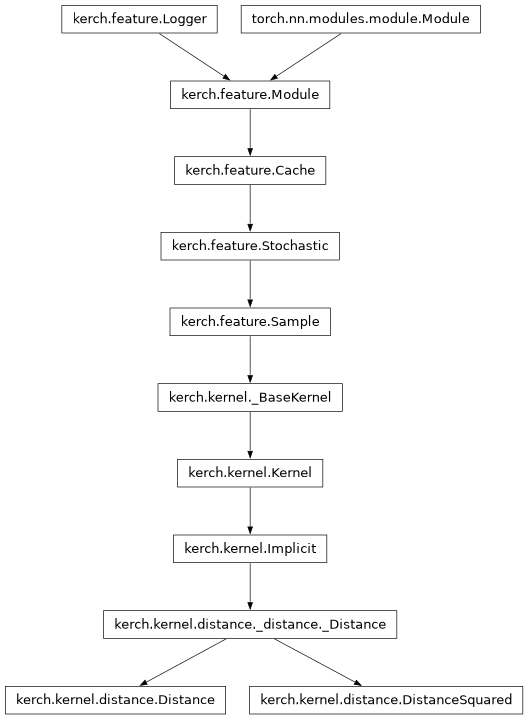 kerch.feature.Logger
torch.nn.modules.module.Module
kerch.feature.Module
kerch.feature.Cache
kerch.feature.Stochastic
kerch.feature.Sample
kerch.kernel._BaseKernel
kerch.kernel.Kernel
kerch.kernel.Implicit
kerch.kernel.distance._distance._Distance
kerch.kernel.distance.Distance
kerch.kernel.distance.DistanceSquared